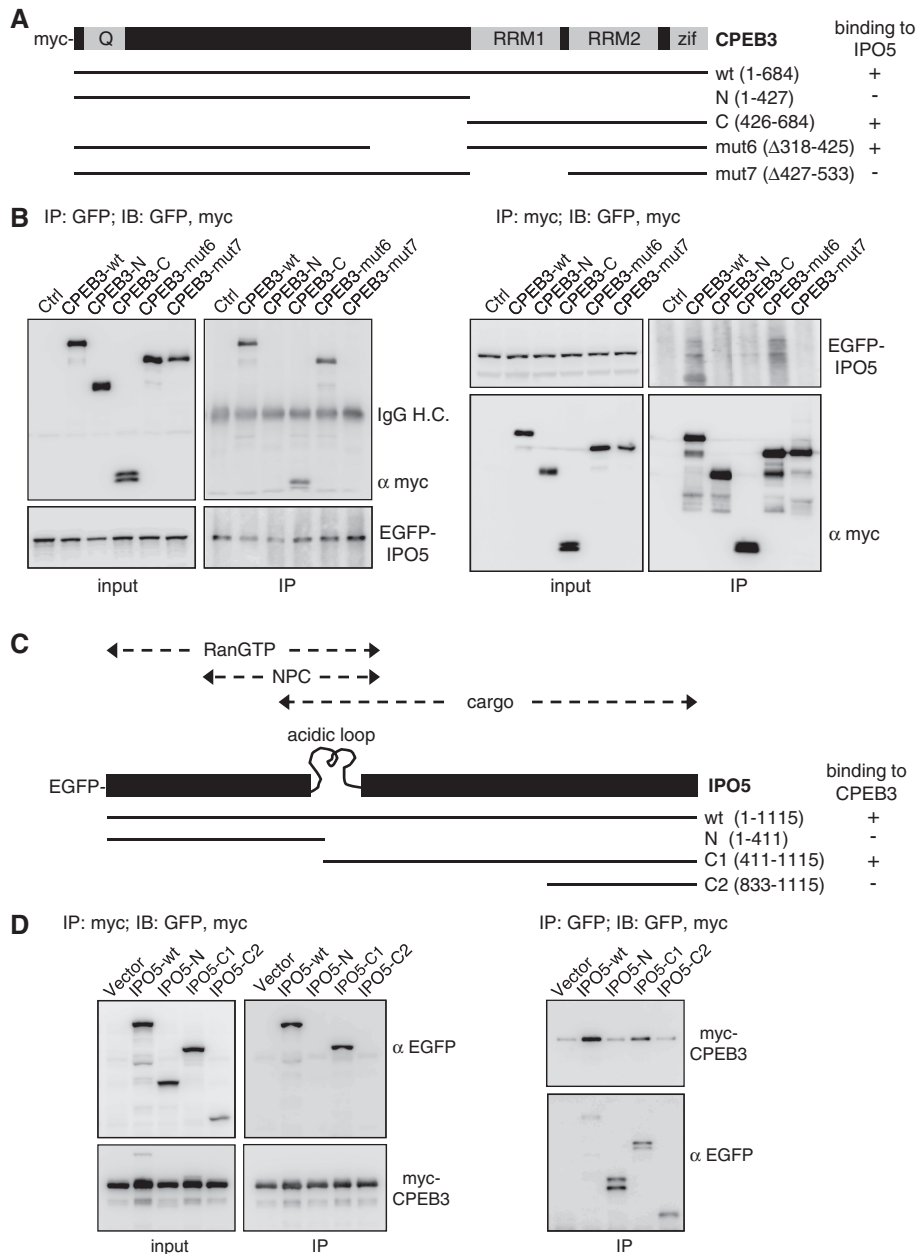 A
myc- Q RRM1 RRM2 zif CPEB3 binding to IPO5
wt (1-684) +
N (1-427) -
C (426-684) +
mut6 (Δ318-425) +
mut7 (Δ427-533) -
B
IP: GFP; IB: GFP, myc
Ctrl CPEB3-wt CPEB3-N CPEB3-C CPEB3-mut6 CPEB3-mut7
Ctrl CPEB3-wt CPEB3-N CPEB3-C CPEB3-mut6 CPEB3-mut7
IgG H.C.
α myc
EGFP-
IPO5
input IP
IP: myc; IB: GFP, myc
Ctrl CPEB3-wt CPEB3-N CPEB3-C CPEB3-mut6 CPEB3-mut7
Ctrl CPEB3-wt CPEB3-N CPEB3-C CPEB3-mut6 CPEB3-mut7
EGFP-
IPO5
α myc
input IP
C
RanGTP
NPC
cargo
acidic loop
EGFP- IPO5 binding to CPEB3
wt (1-1115) +
N (1-411) -
C1 (411-1115) +
C2 (833-1115) -
D
IP: myc; IB: GFP, myc
Vector IPO5-wt IPO5-N IPO5-C1 IPO5-C2
Vector IPO5-wt IPO5-N IPO5-C1 IPO5-C2
α EGFP
myc-
CPEB3
input IP
IP: GFP; IB: GFP, myc
Vector IPO5-wt IPO5-N IPO5-C1 IPO5-C2
myc-
CPEB3
α EGFP
IP